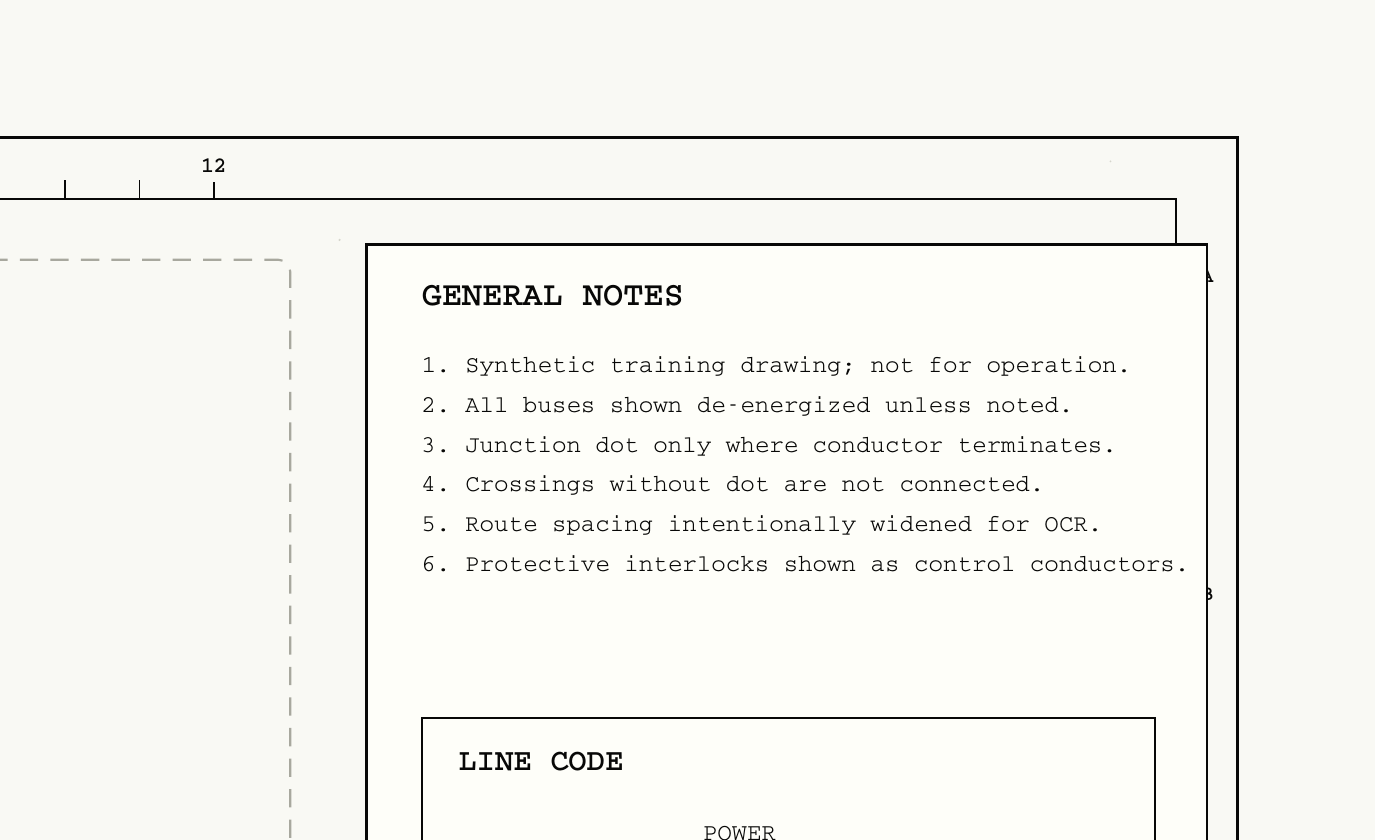 12
GENERAL NOTES
1. Synthetic training drawing; not for operation.
2. All buses shown de-energized unless noted.
3. Junction dot only where conductor terminates.
4. Crossings without dot are not connected.
5. Route spacing intentionally widened for OCR.
6. Protective interlocks shown as control conductors.
LINE CODE
POWER